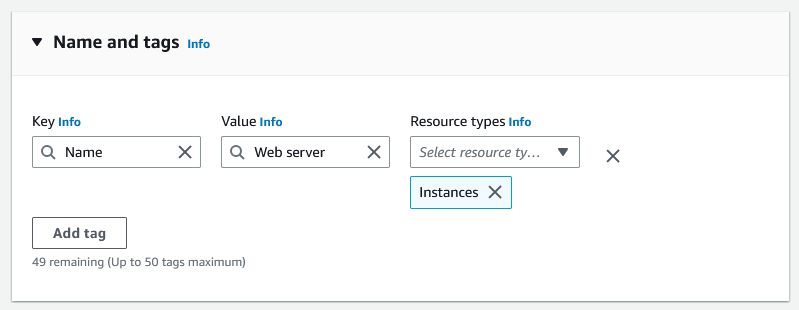 Name and tags Info
Key Info Value Info Resource types Info
Name Web server Select resource ty...
Instances
Add tag
49 remaining (Up to 50 tags maximum)